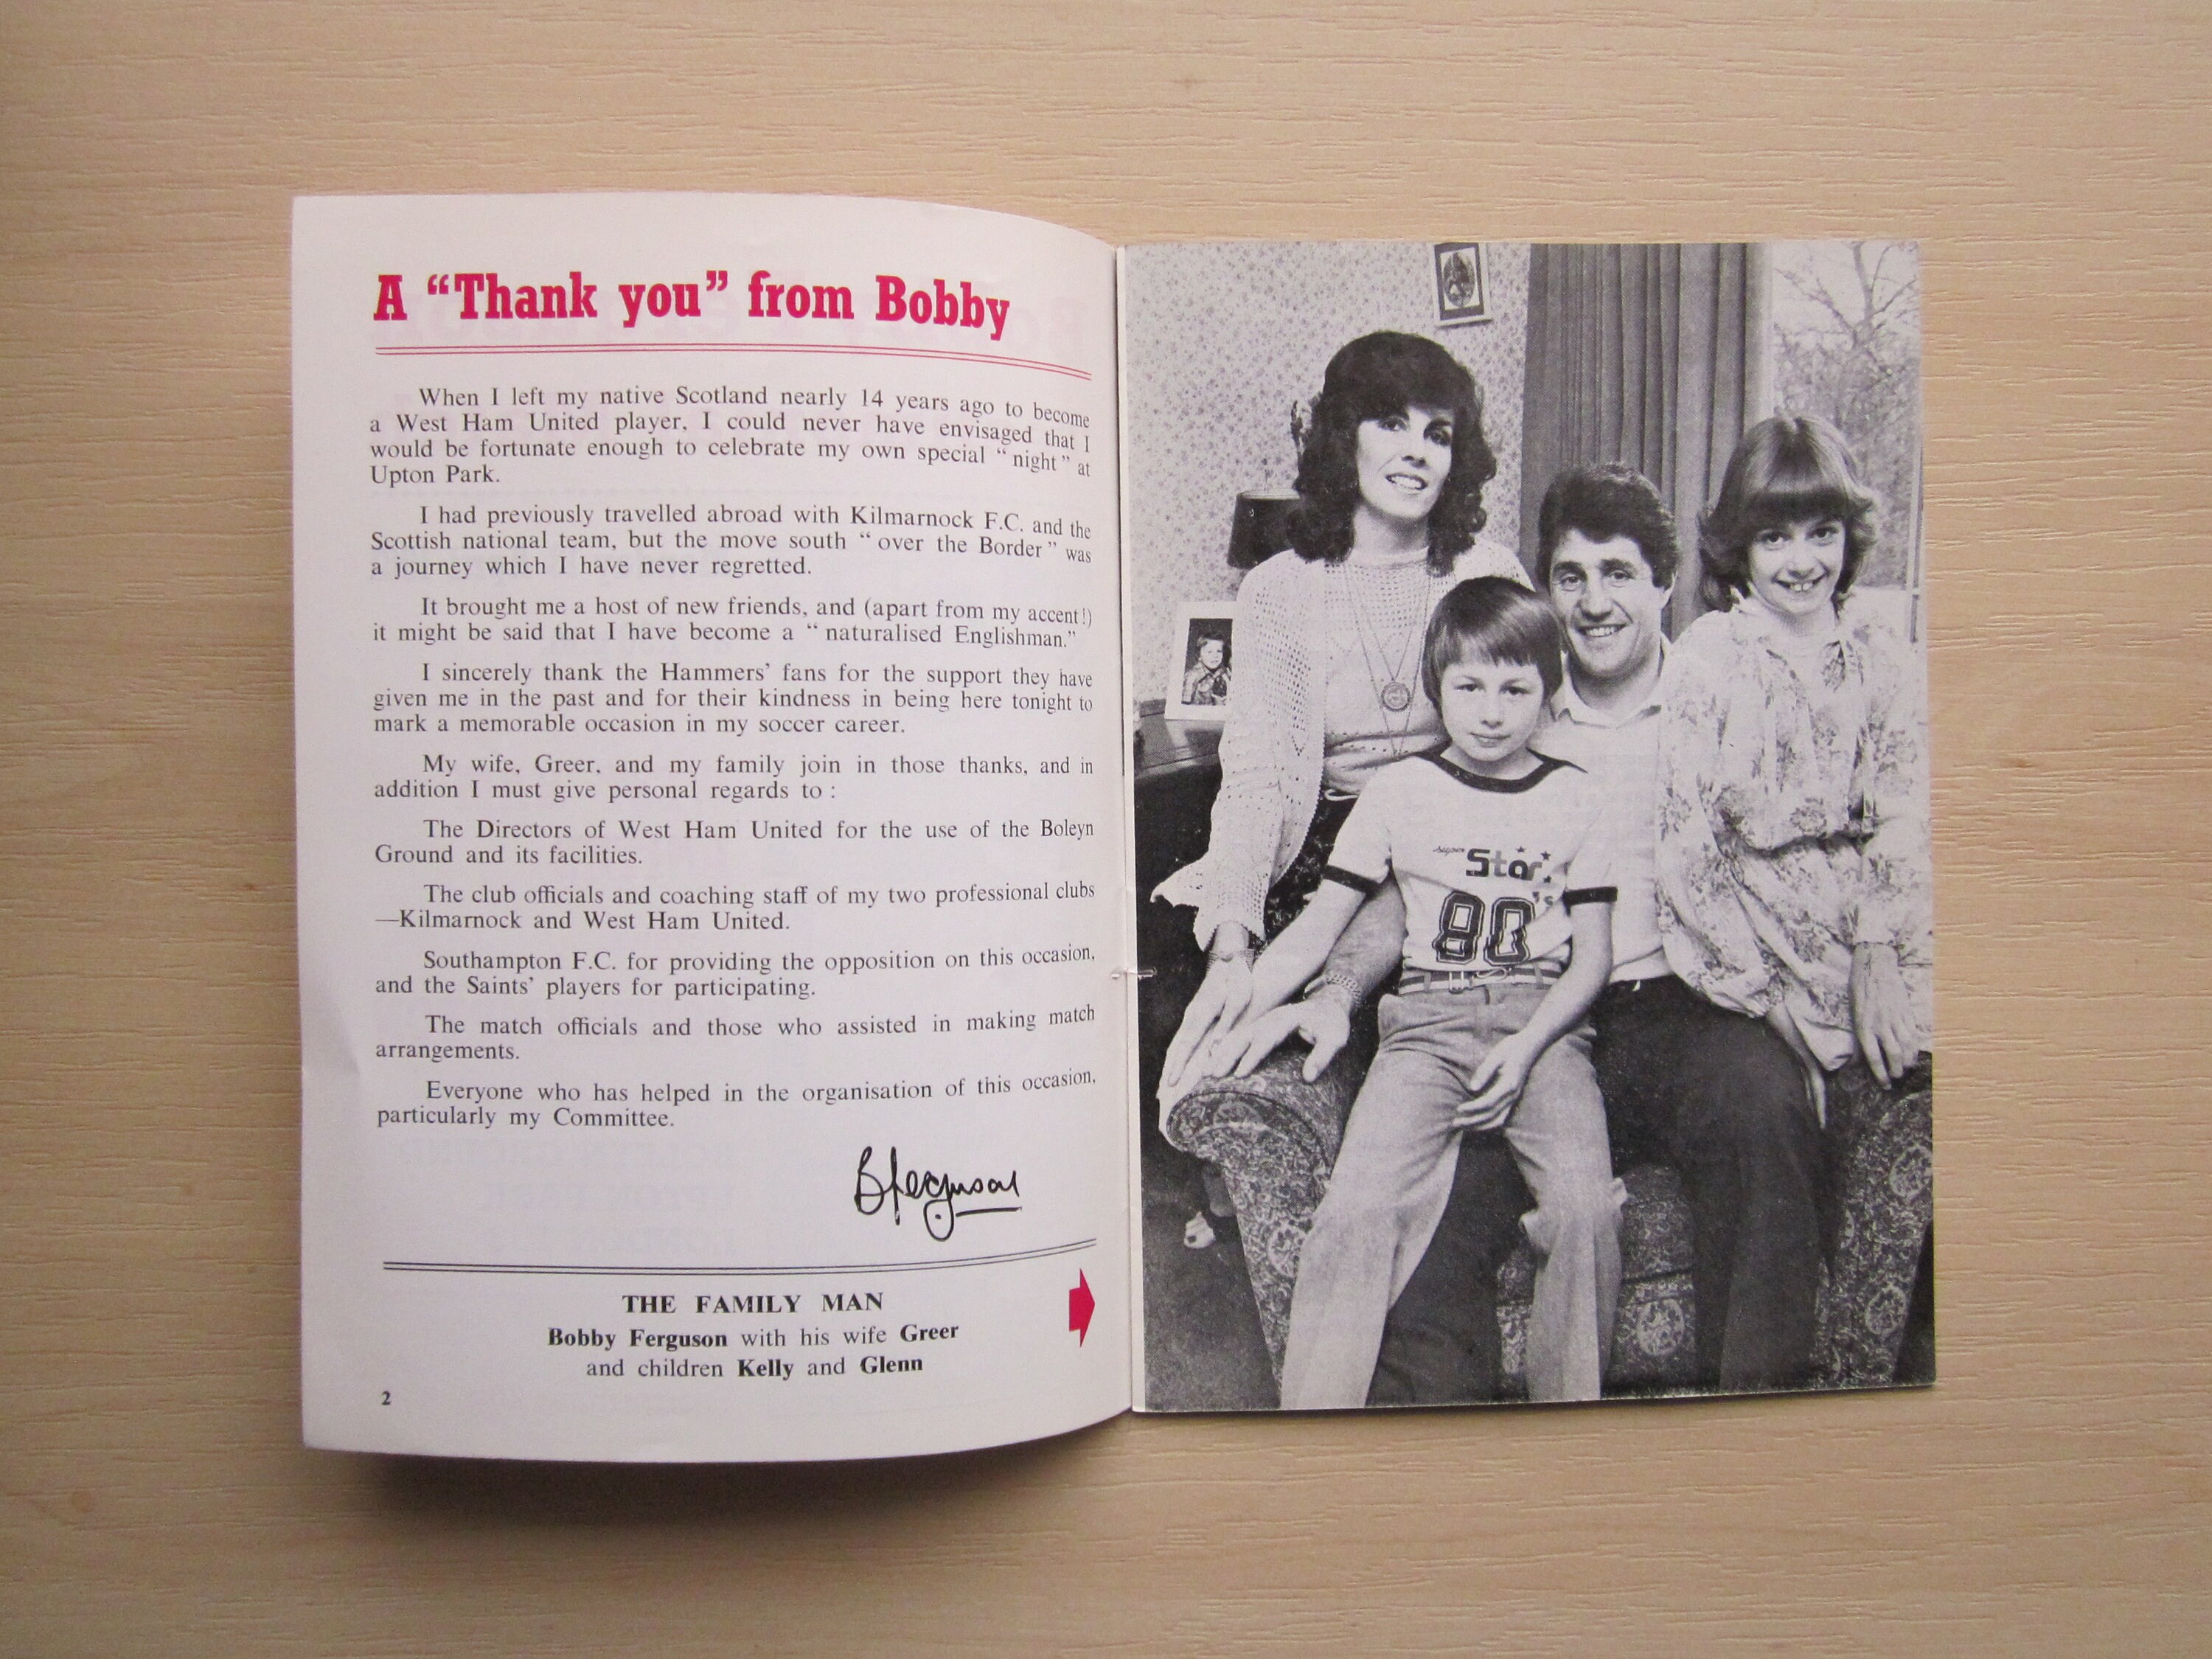 A “Thank you” from Bobby
When I left my native Scotland nearly 14 years ago to become
a West Ham United player, I could never have envisaged that I
would be fortunate enough to celebrate my own special “ night ” at
Upton Park.
I had previously travelled abroad with Kilmarnock F.C. and the
Scottish national team, but the move south “ over the Border ” was
a journey which I have never regretted.
It brought me a host of new friends, and (apart from my accent!)
it might be said that I have become a “ naturalised Englishman.”
I sincerely thank the Hammers’ fans for the support they have
given me in the past and for their kindness in being here tonight to
mark a memorable occasion in my soccer career.
My wife, Greer, and my family join in those thanks, and in
addition I must give personal regards to :
The Directors of West Ham United for the use of the Boleyn
Ground and its facilities.
The club officials and coaching staff of my two professional clubs
—Kilmarnock and West Ham United.
Southampton F.C. for providing the opposition on this occasion,
and the Saints’ players for participating.
The match officials and those who assisted in making match
arrangements.
Everyone who has helped in the organisation of this occasion,
particularly my Committee.
B Ferguson
THE FAMILY MAN
Bobby Ferguson with his wife Greer
and children Kelly and Glenn
2
super
Star
80's